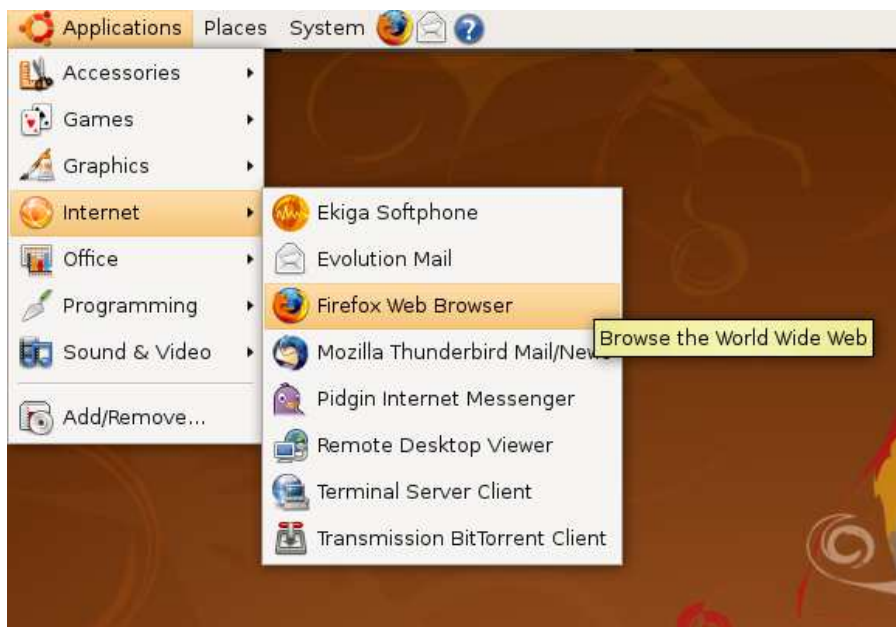 Applications Places System
Accessories
Games
Graphics
Internet
Office
Programming
Sound & Video
Add/Remove...
Ekiga Softphone
Evolution Mail
Firefox Web Browser
Mozilla Thunderbird Mail/News
Pidgin Internet Messenger
Remote Desktop Viewer
Terminal Server Client
Transmission BitTorrent Client
Browse the World Wide Web